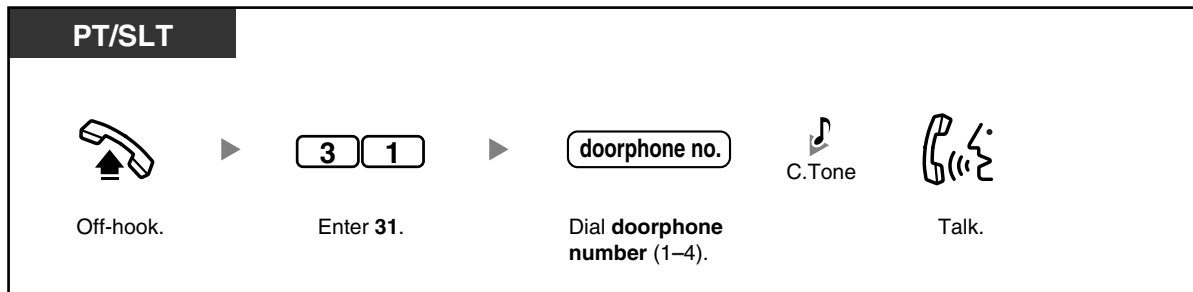 PT/SLT
3 1
doorphone no.
C.Tone
Off-hook.
Enter 31.
Dial doorphone
number (1–4).
Talk.